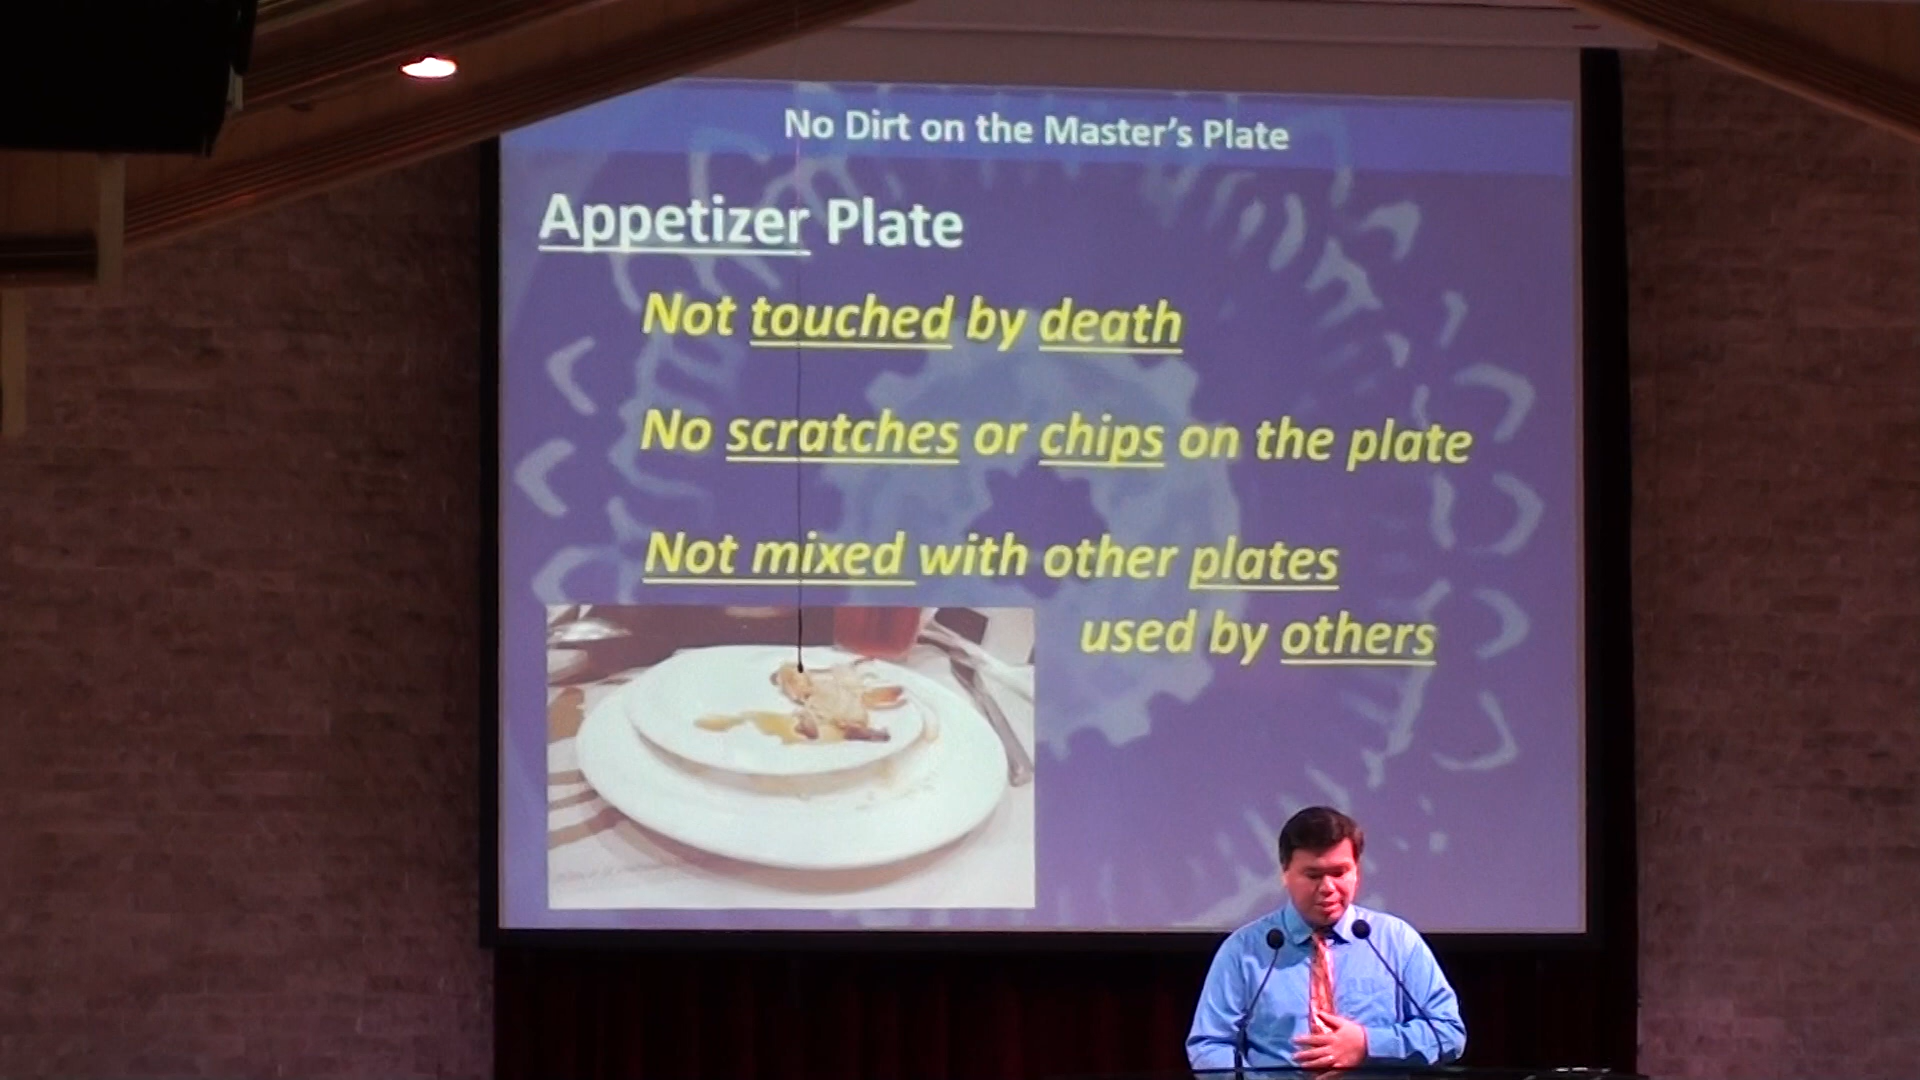 No Dirt on the Master's Plate
Appetizer Plate
Not touched by death
No scratches or chips on the plate
Not mixed with other plates
used by others